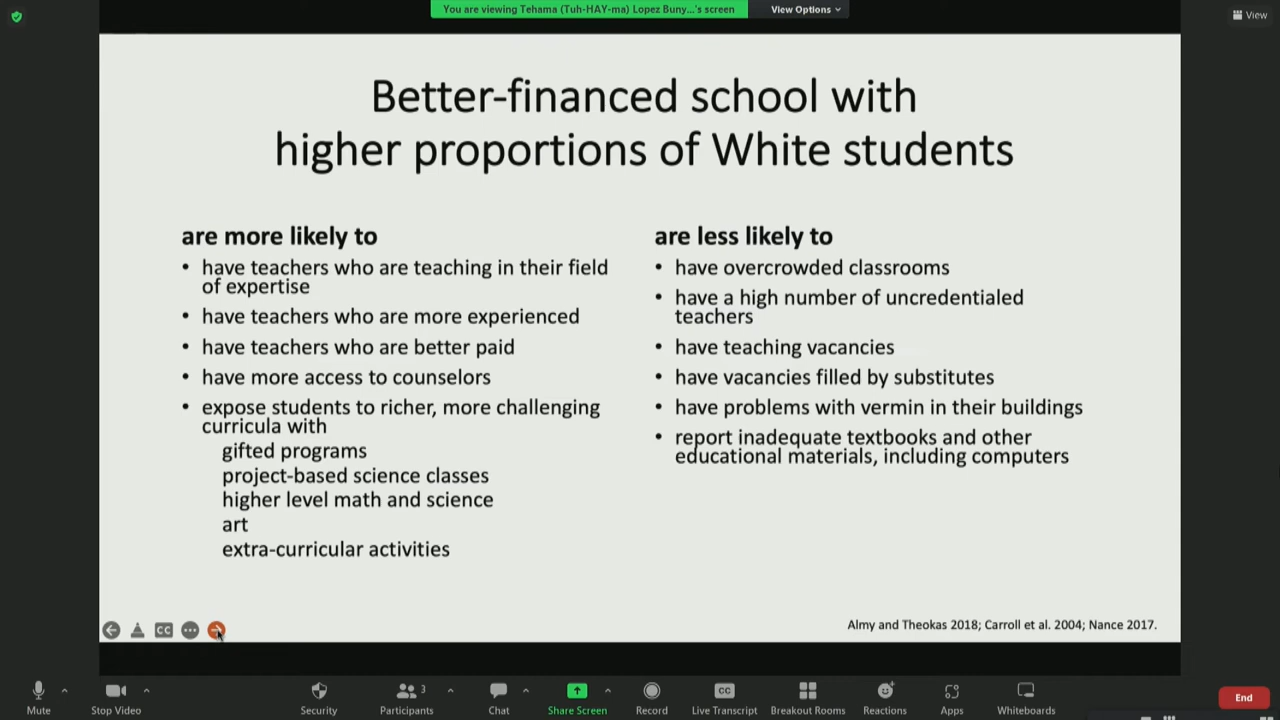 You are viewing Tehama (Tuh-HAY-ma) Lopez Buny...'s screen
View Options
View
Better-financed school with
higher proportions of White students
are more likely to
• have teachers who are teaching in their field
of expertise
• have teachers who are more experienced
• have teachers who are better paid
• have more access to counselors
• expose students to richer, more challenging
curricula with
gifted programs
project-based science classes
higher level math and science
art
extra-curricular activities
are less likely to
• have overcrowded classrooms
• have a high number of uncredentialed
teachers
• have teaching vacancies
• have vacancies filled by substitutes
• have problems with vermin in their buildings
• report inadequate textbooks and other
educational materials, including computers
CC
Almy and Theokas 2018; Carroll et al. 2004; Nance 2017.
Mute
Stop Video
Security
Participants
3
Chat
Share Screen
Record
CC
Live Transcript
Breakout Rooms
Reactions
Apps
Whiteboards
End